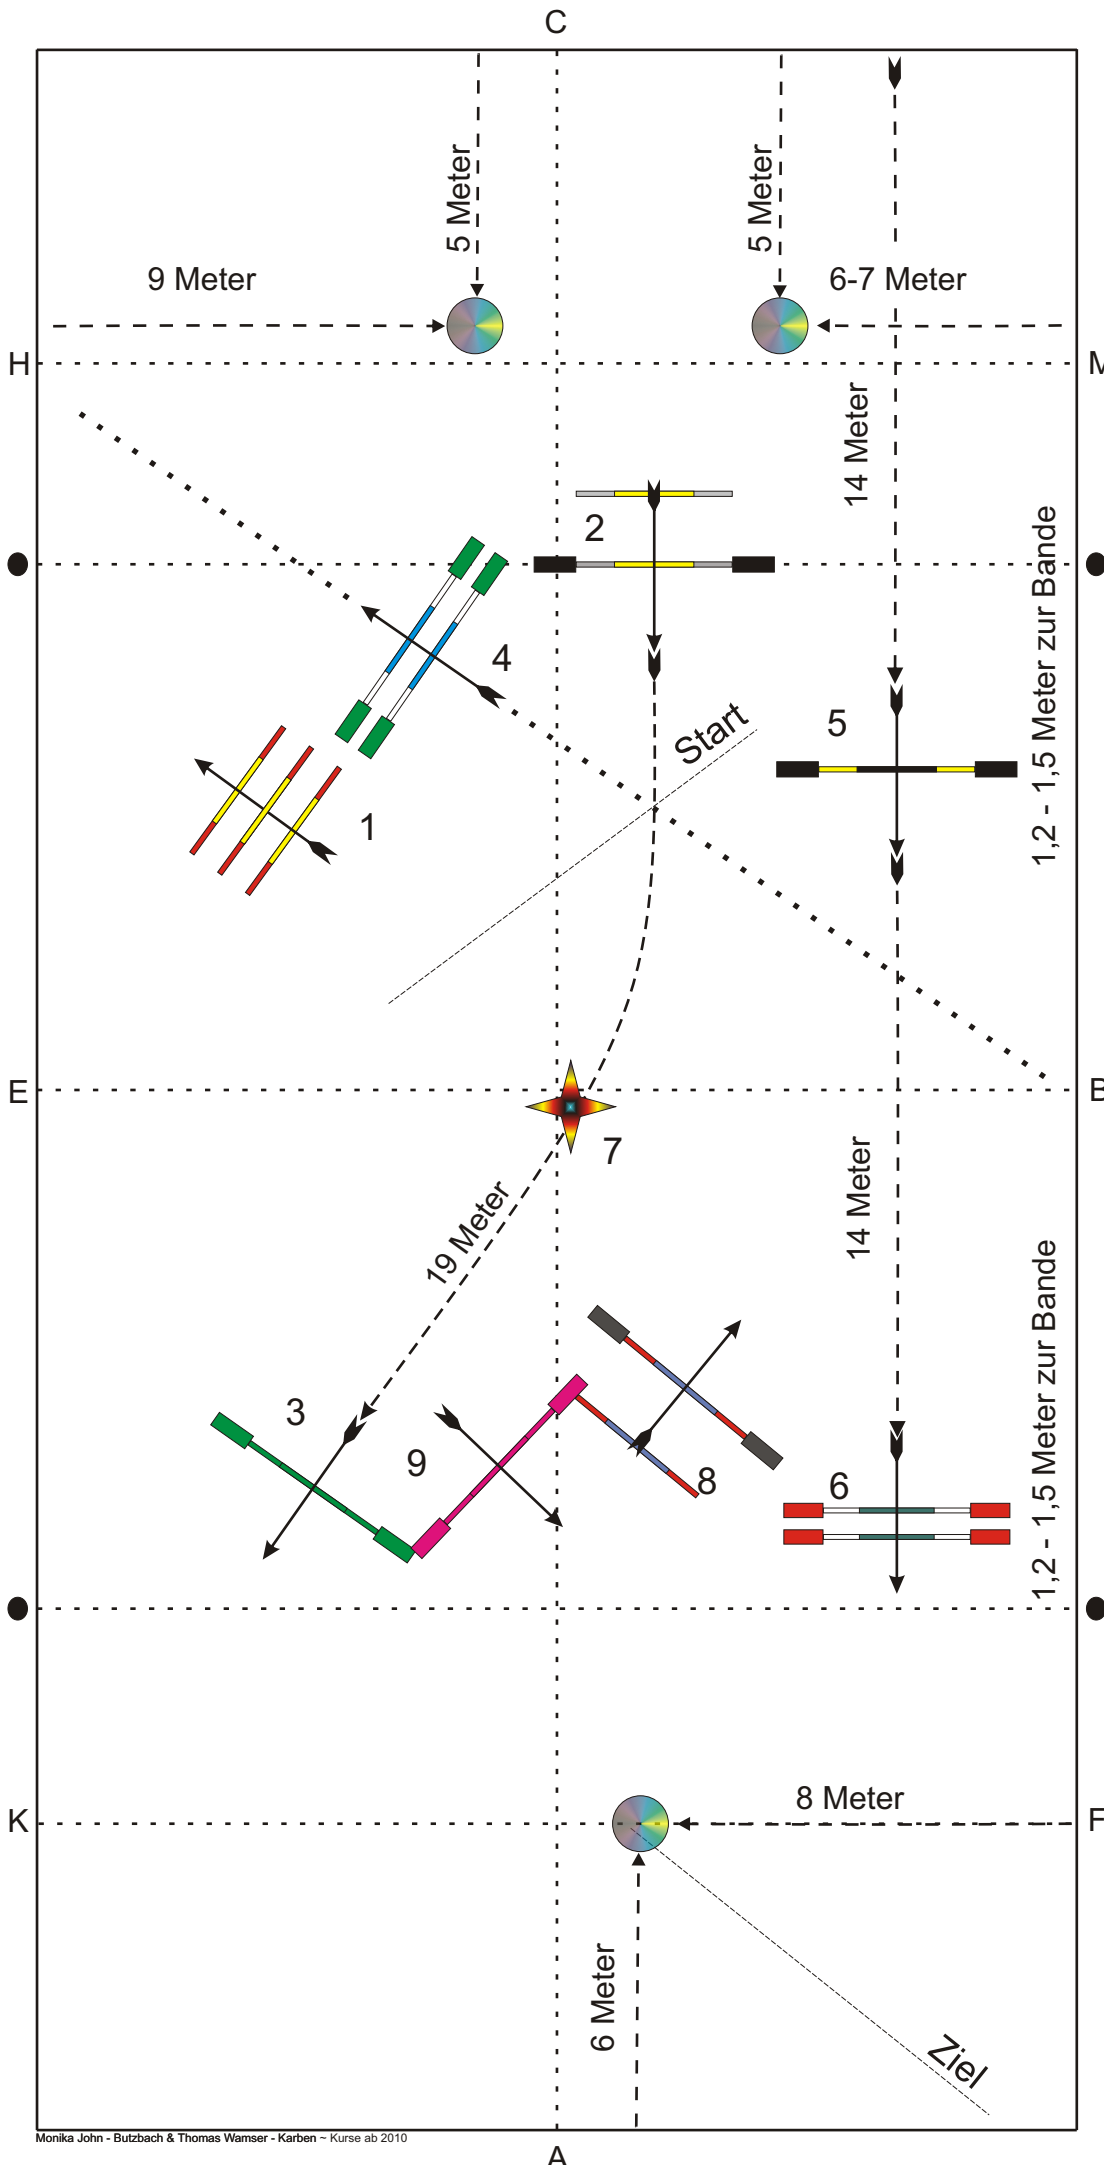 C
5 Meter
5 Meter
9 Meter
6-7 Meter
H
M
14 Meter
2
1,2 - 1,5 Meter zur Bande
4
Start
5
1
E
B
7
14 Meter
19 Meter
1,2 - 1,5 Meter zur Bande
3
9
8
6
K
8 Meter
F
6 Meter
Ziel
Monika John - Butzbach & Thomas Wamser - Karben ~ Kurse ab 2010
A